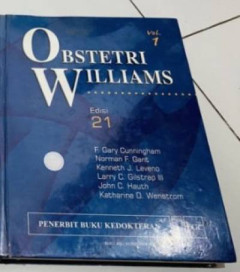 OBSTETRI
vol. 1
WILLIAMS
Edisi
21
F. Gary Cunningham
Norman F. Gant
Kenneth J. Leveno
Larry C. Gilstrap III
John C. Hauth
Katharine D. Wenstrom
PENERBIT BUKU KEDOKTERAN